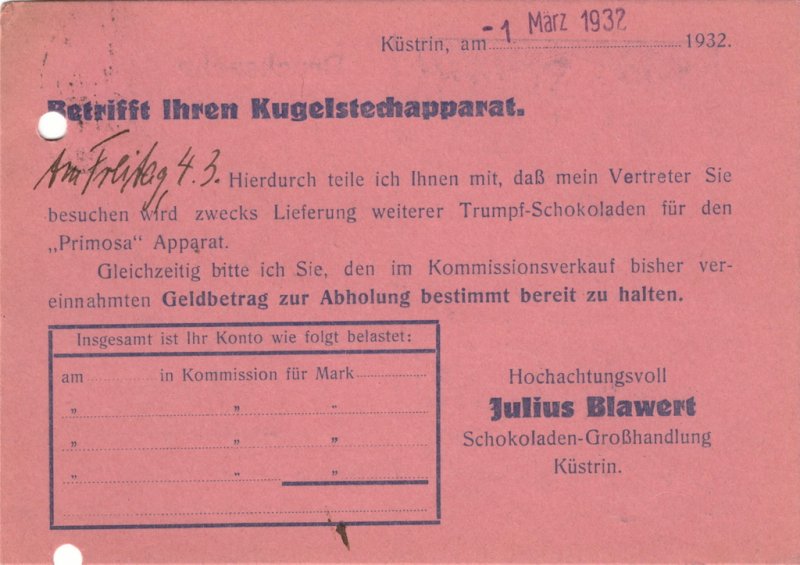 Küstrin, am -1 März 1932 1932.
Betrifft Ihren Kugelstechapparat.
Am Freitag 4.3. Hierdurch teile ich Ihnen mit, daß mein Vertreter Sie
besuchen wird zwecks Lieferung weiterer Trumpf-Schokoladen für den
„Primosa“ Apparat.
Gleichzeitig bitte ich Sie, den im Kommissionsverkauf bisher ver-
einnahmten Geldbetrag zur Abholung bestimmt bereit zu halten.
Insgesamt ist Ihr Konto wie folgt belastet:
am in Kommission für Mark
„ „ „
„ „ „
„ „ „
Hochachtungsvoll
Julius Blawert
Schokoladen-Großhandlung
Küstrin.